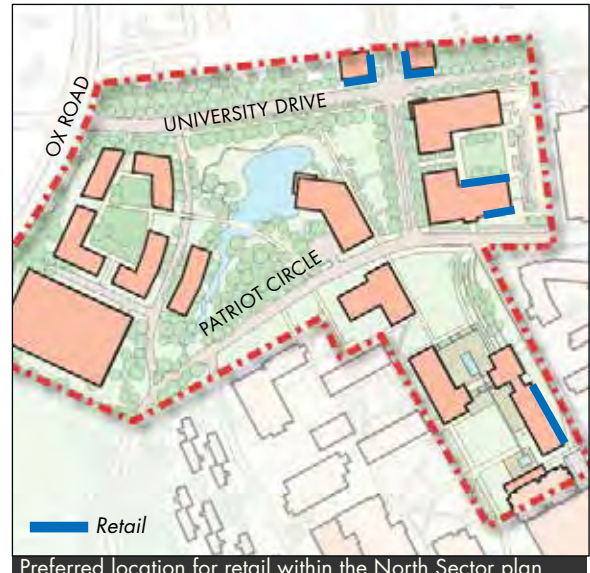 OX ROAD
UNIVERSITY DRIVE
PATRIOT CIRCLE
Retail
Preferred location for retail within the North Sector plan